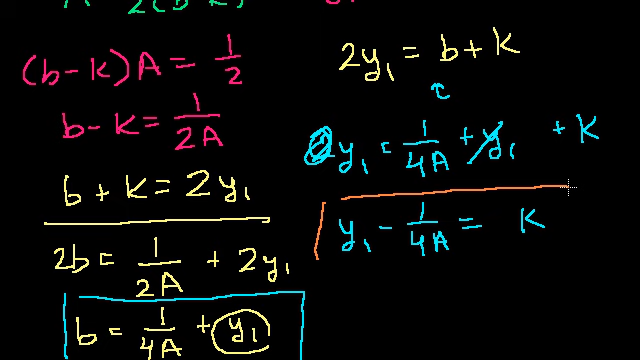 (b-k)A = 1/2
b-k = 1/2A
b+k = 2y₁
2b = 1/2A + 2y₁
b = 1/4A + y₁
2y₁ = b+k
y₁ = 1/4A + y₁ + k
y₁ - 1/4A = k